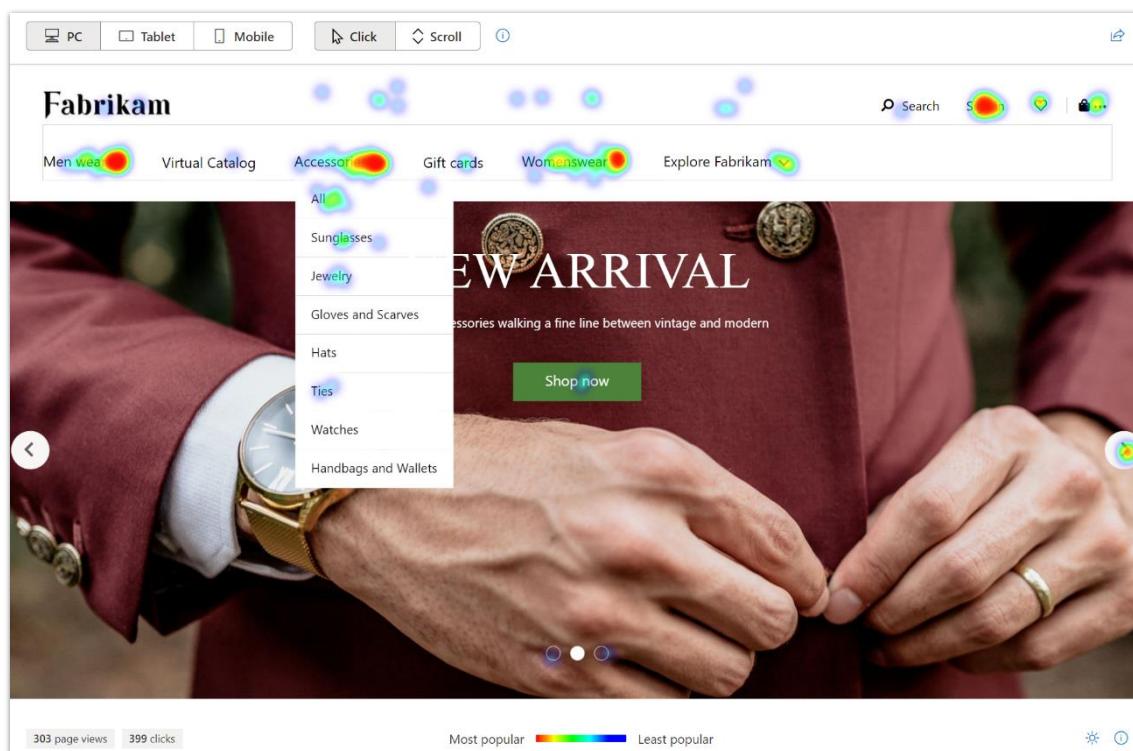 PC Tablet Mobile Click Scroll
Fabrikam
Search
Men wear Virtual Catalog Accessories Gift cards Womenswear Explore Fabrikam
All
Sunglasses
Jewelry
Gloves and Scarves
Hats
Ties
Watches
Handbags and Wallets
EW ARRIVAL
essories walking a fine line between vintage and modern
Shop now
303 page views 399 clicks Most popular Least popular